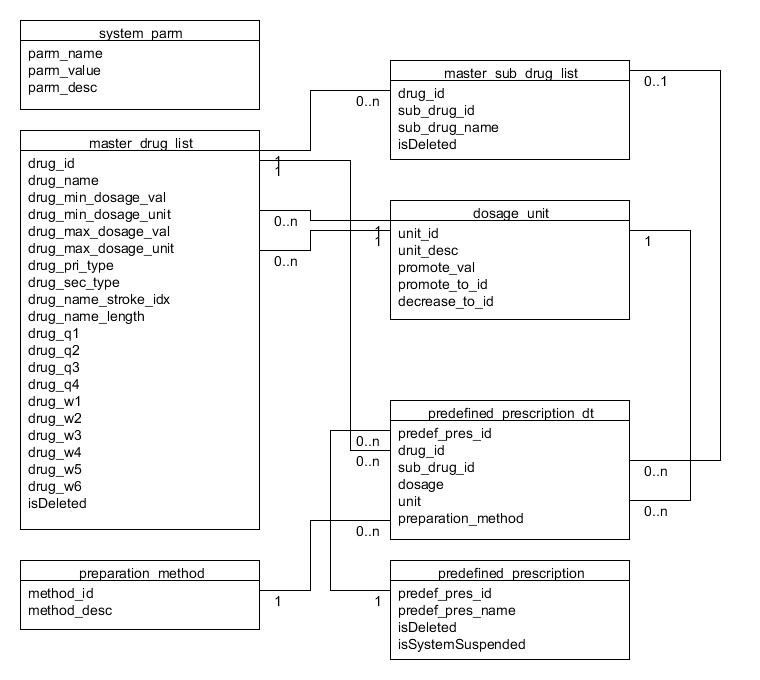 system_parm
parm_name
parm_value
parm_desc
master_sub_drug_list
drug_id
sub_drug_id
sub_drug_name
isDeleted
0..n
0..1
master_drug_list
drug_id
drug_name
drug_min_dosage_val
drug_min_dosage_unit
drug_max_dosage_val
drug_max_dosage_unit
drug_pri_type
drug_sec_type
drug_name_stroke_idx
drug_name_length
drug_q1
drug_q2
drug_q3
drug_q4
drug_w1
drug_w2
drug_w3
drug_w4
drug_w5
drug_w6
isDeleted
1
1
0..n
0..n
dosage_unit
unit_id
unit_desc
promote_val
promote_to_id
decrease_to_id
1
1
1
predefined_prescription_dt
predef_pres_id
drug_id
sub_drug_id
dosage
unit
preparation_method
0..n
0..n
0..n
0..n
0..n
preparation_method
method_id
method_desc
1
predefined_prescription
predef_pres_id
predef_pres_name
isDeleted
isSystemSuspended
1